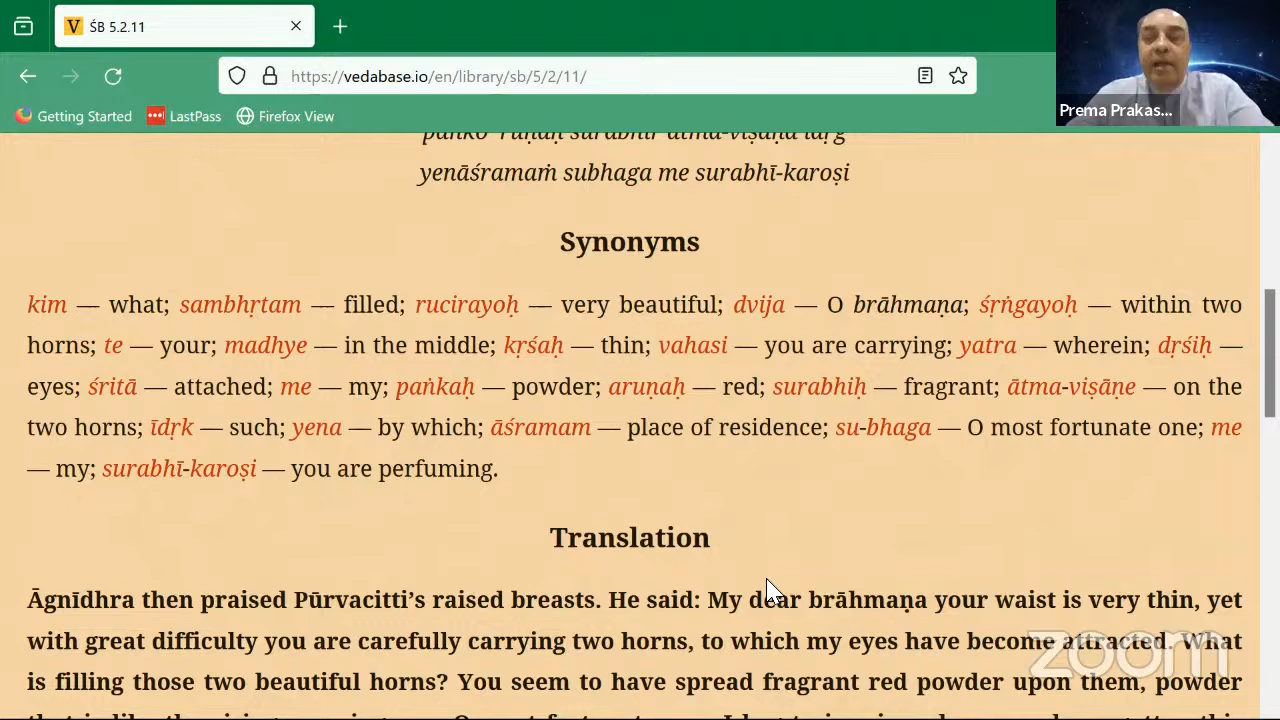 ŚB 5.2.11
https://vedabase.io/en/library/sb/5/2/11/
Getting Started
LastPass
Firefox View
Prema Prakas...
yenāśramaṁ subhaga me surabhī-karoṣi
Synonyms
kim — what; sambhṛtam — filled; rucirayoḥ — very beautiful; dvija — O brāhmaṇa; śṛṅgayoḥ — within two
horns; te — your; madhye — in the middle; kṛśaḥ — thin; vahasi — you are carrying; yatra — wherein; dṛśiḥ —
eyes; śritā — attached; me — my; paṅkaḥ — powder; aruṇaḥ — red; surabhiḥ — fragrant; ātma-viṣāṇe — on the
two horns; īdṛk — such; yena — by which; āśramam — place of residence; su-bhaga — O most fortunate one; me
— my; surabhī-karoṣi — you are perfuming.
Translation
Āgnīdhra then praised Pūrvacitti’s raised breasts. He said: My dear brāhmaṇa your waist is very thin, yet
with great difficulty you are carefully carrying two horns, to which my eyes have become attracted. What
is filling those two beautiful horns? You seem to have spread fragrant red powder upon them, powder
zoom